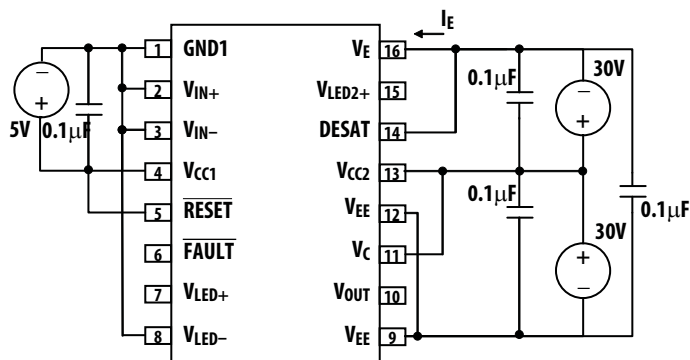 I_E
1 GND1
2 V_IN+
3 V_IN−
4 V_CC1
5 RESET
6 FAULT
7 V_LED+
8 V_LED−
V_E 16
V_LED2+ 15
DESAT 14
V_CC2 13
V_EE 12
V_C 11
V_OUT 10
V_EE 9
−
+
5V
0.1µF
0.1µF
30V
−
+
0.1µF
30V
+
−
0.1µF